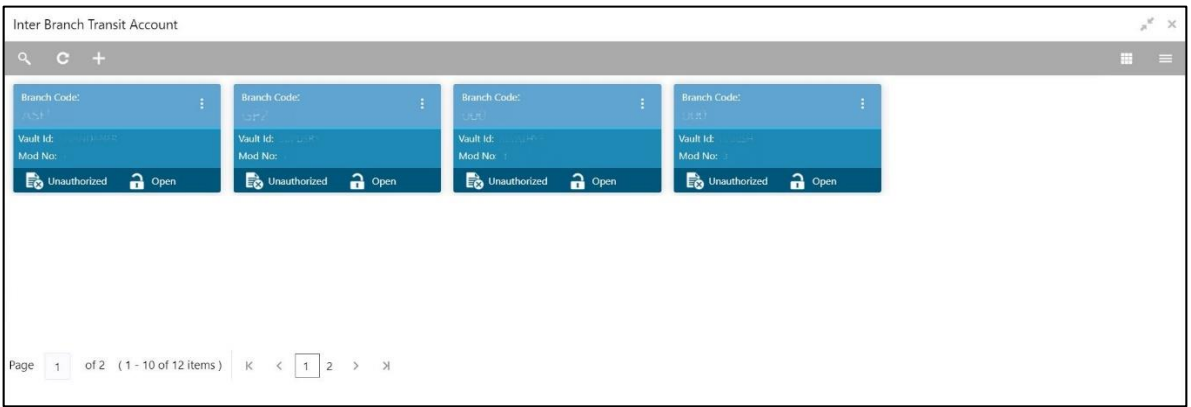 Inter Branch Transit Account
Branch Code:
Vault Id:
Mod No:
Unauthorized Open
Branch Code:
Vault Id:
Mod No:
Unauthorized Open
Branch Code:
Vault Id:
Mod No:
Unauthorized Open
Branch Code:
Vault Id:
Mod No:
Unauthorized Open
Page 1 of 2 ( 1 - 10 of 12 items ) K < 1 2 > >|